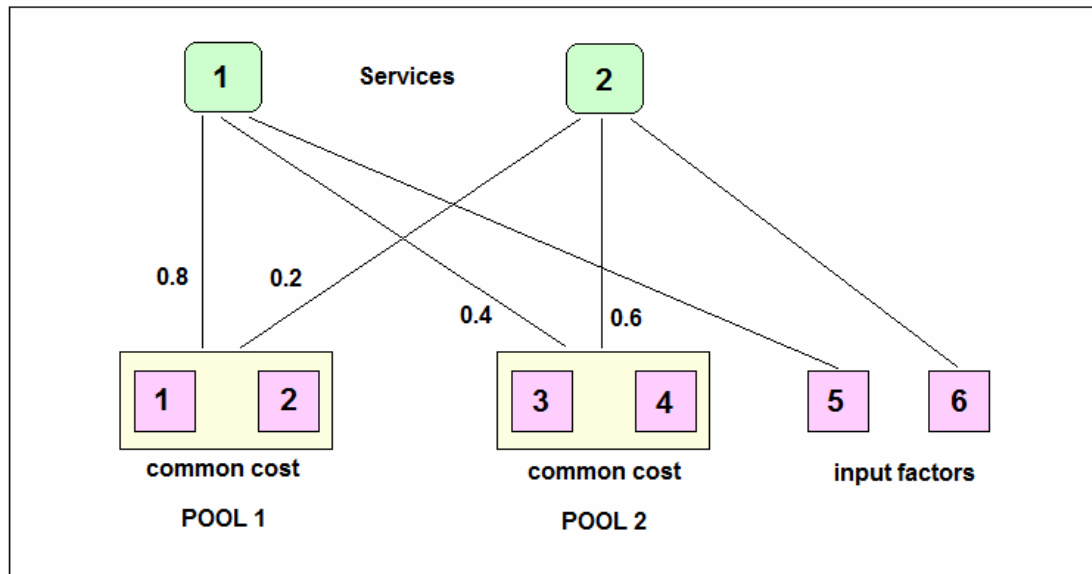 1 Services 2
0.8 0.2 0.4 0.6
1 2 3 4 5 6
common cost common cost input factors
POOL 1 POOL 2